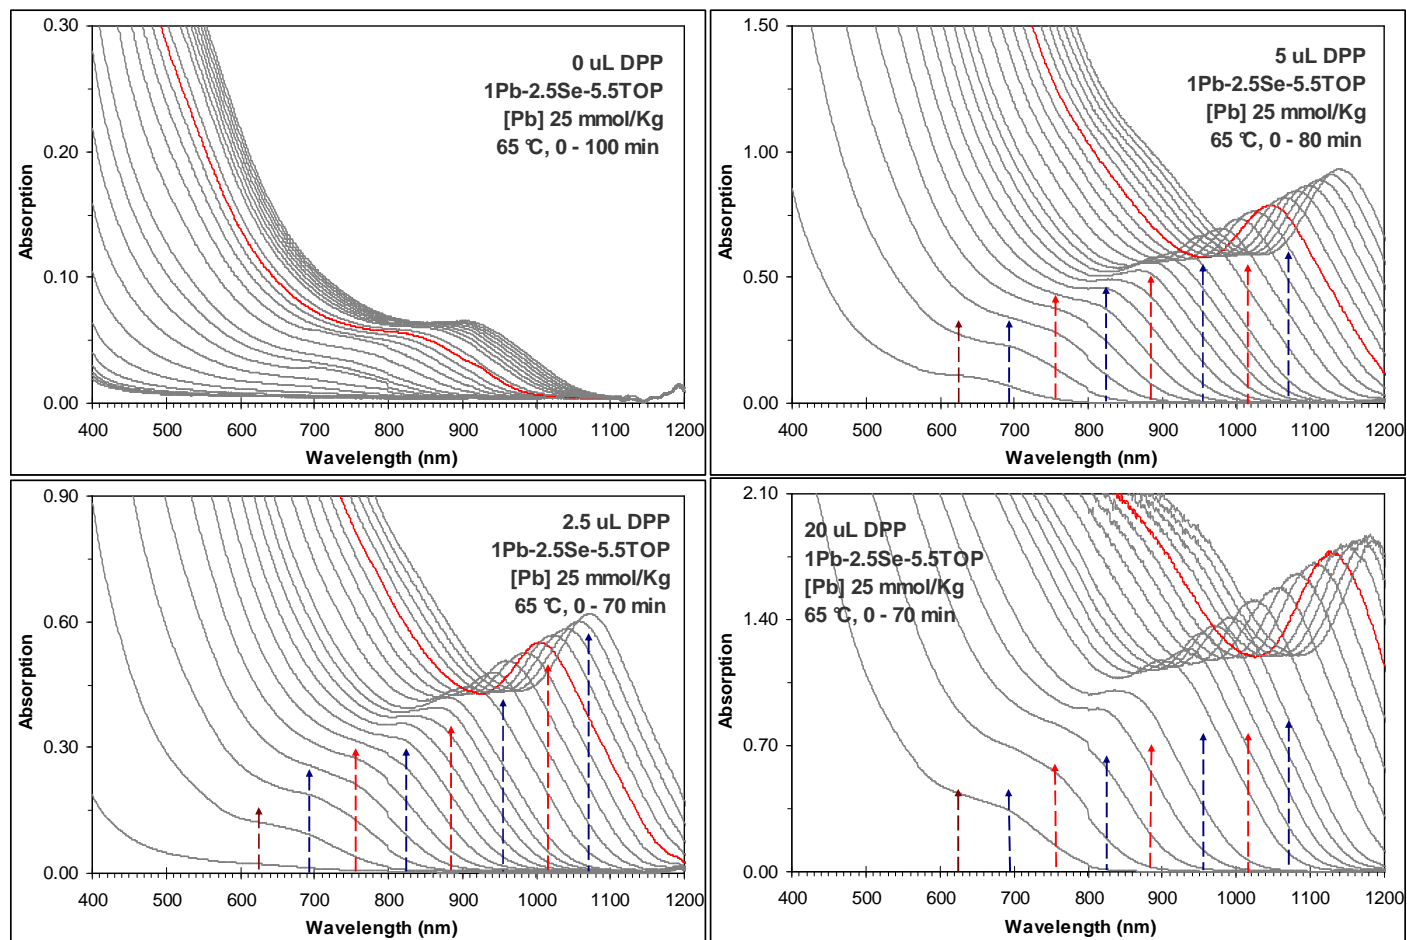 0.30
0.20
0.10
0.00
Absorption
0 uL DPP
1Pb-2.5Se-5.5TOP
[Pb] 25 mmol/Kg
65 °C, 0 - 100 min
400 500 600 700 800 900 1000 1100 1200
Wavelength (nm)
1.50
1.00
0.50
0.00
Absorption
5 uL DPP
1Pb-2.5Se-5.5TOP
[Pb] 25 mmol/Kg
65 °C, 0 - 80 min
400 500 600 700 800 900 1000 1100 1200
Wavelength (nm)
0.90
0.60
0.30
0.00
Absorption
2.5 uL DPP
1Pb-2.5Se-5.5TOP
[Pb] 25 mmol/Kg
65 °C, 0 - 70 min
400 500 600 700 800 900 1000 1100 1200
Wavelength (nm)
2.10
1.40
0.70
0.00
Absorption
20 uL DPP
1Pb-2.5Se-5.5TOP
[Pb] 25 mmol/Kg
65 °C, 0 - 70 min
400 500 600 700 800 900 1000 1100 1200
Wavelength (nm)